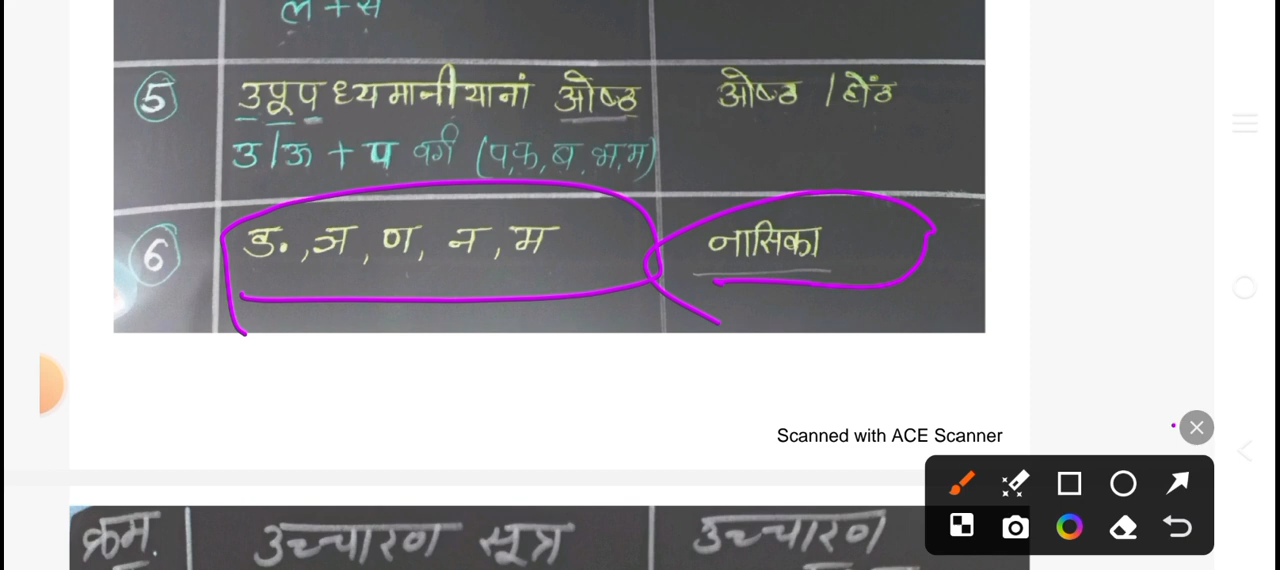 ल + स
5 उपूपध्यमानीयानां ओष्ठ ओष्ठ / होंठ
उ/ऊ + प वर्ग (प,फ,ब,भ,म)
6 ङ, ञ, ण, न, म नासिका
Scanned with ACE Scanner
क्रम. उच्चारण सूत्र उच्चारण